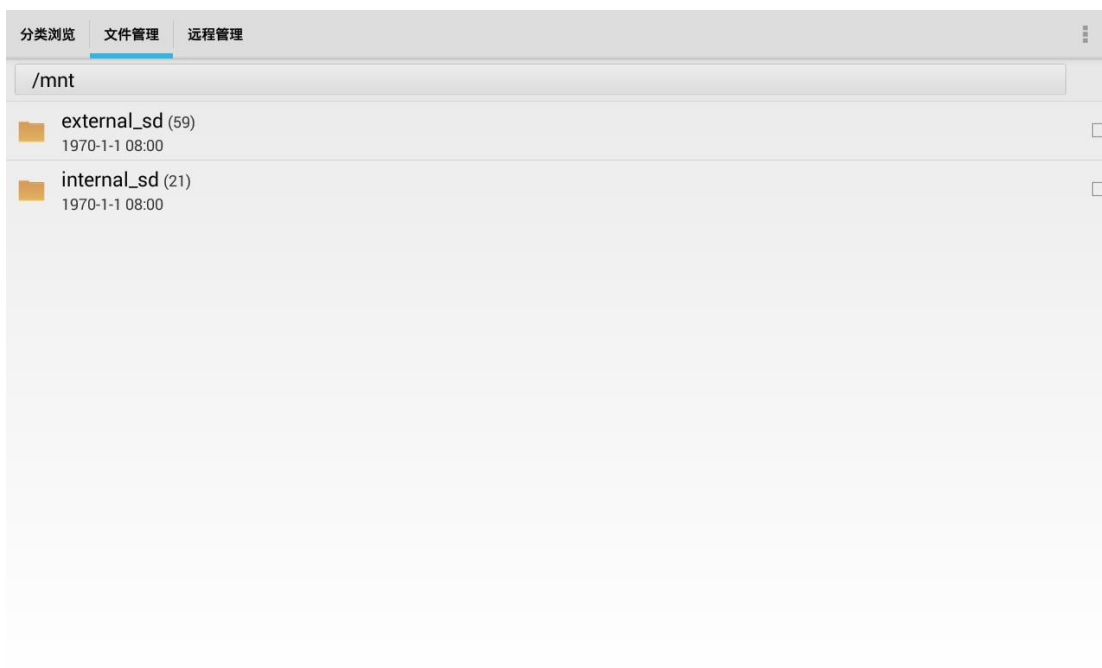 分类浏览 文件管理 远程管理
/mnt
external_sd (59)
1970-1-1 08:00
internal_sd (21)
1970-1-1 08:00